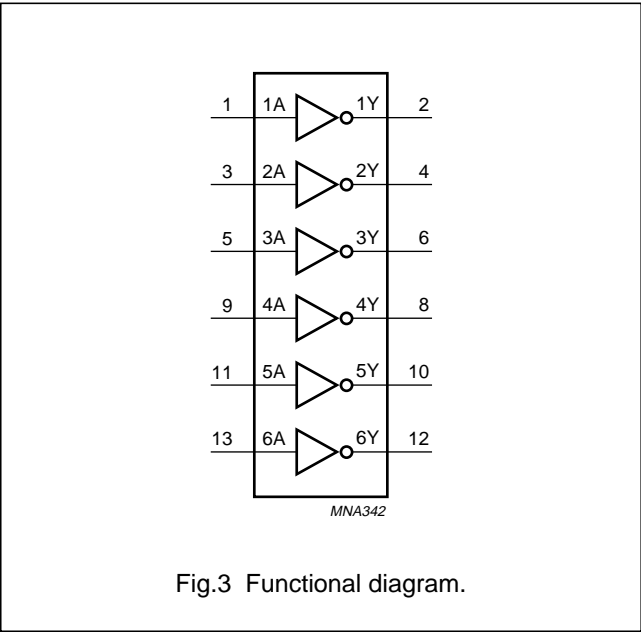 1 1A 1Y 2
3 2A 2Y 4
5 3A 3Y 6
9 4A 4Y 8
11 5A 5Y 10
13 6A 6Y 12
MNA342
Fig.3 Functional diagram.